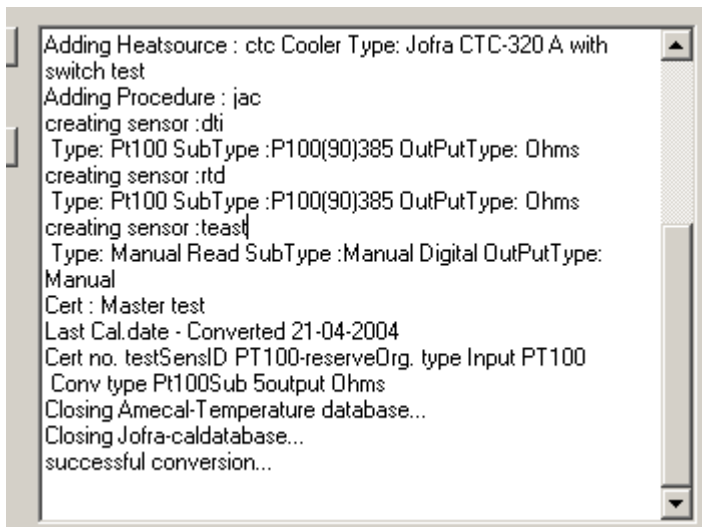 Adding Heatsource : ctc Cooler Type: Jofra CTC-320 A with
switch test
Adding Procedure : jac
creating sensor :dti
Type: Pt100 SubType :P100(90)385 OutPutType: Ohms
creating sensor :rtd
Type: Pt100 SubType :P100(90)385 OutPutType: Ohms
creating sensor :teast
Type: Manual Read SubType :Manual Digital OutPutType:
Manual
Cert : Master test
Last Cal.date - Converted 21-04-2004
Cert no. testSensID PT100-reserveOrg. type Input PT100
Conv type Pt100Sub 5output Ohms
Closing Amecal-Temperature database...
Closing Jofra-caldatabase...
successful conversion...